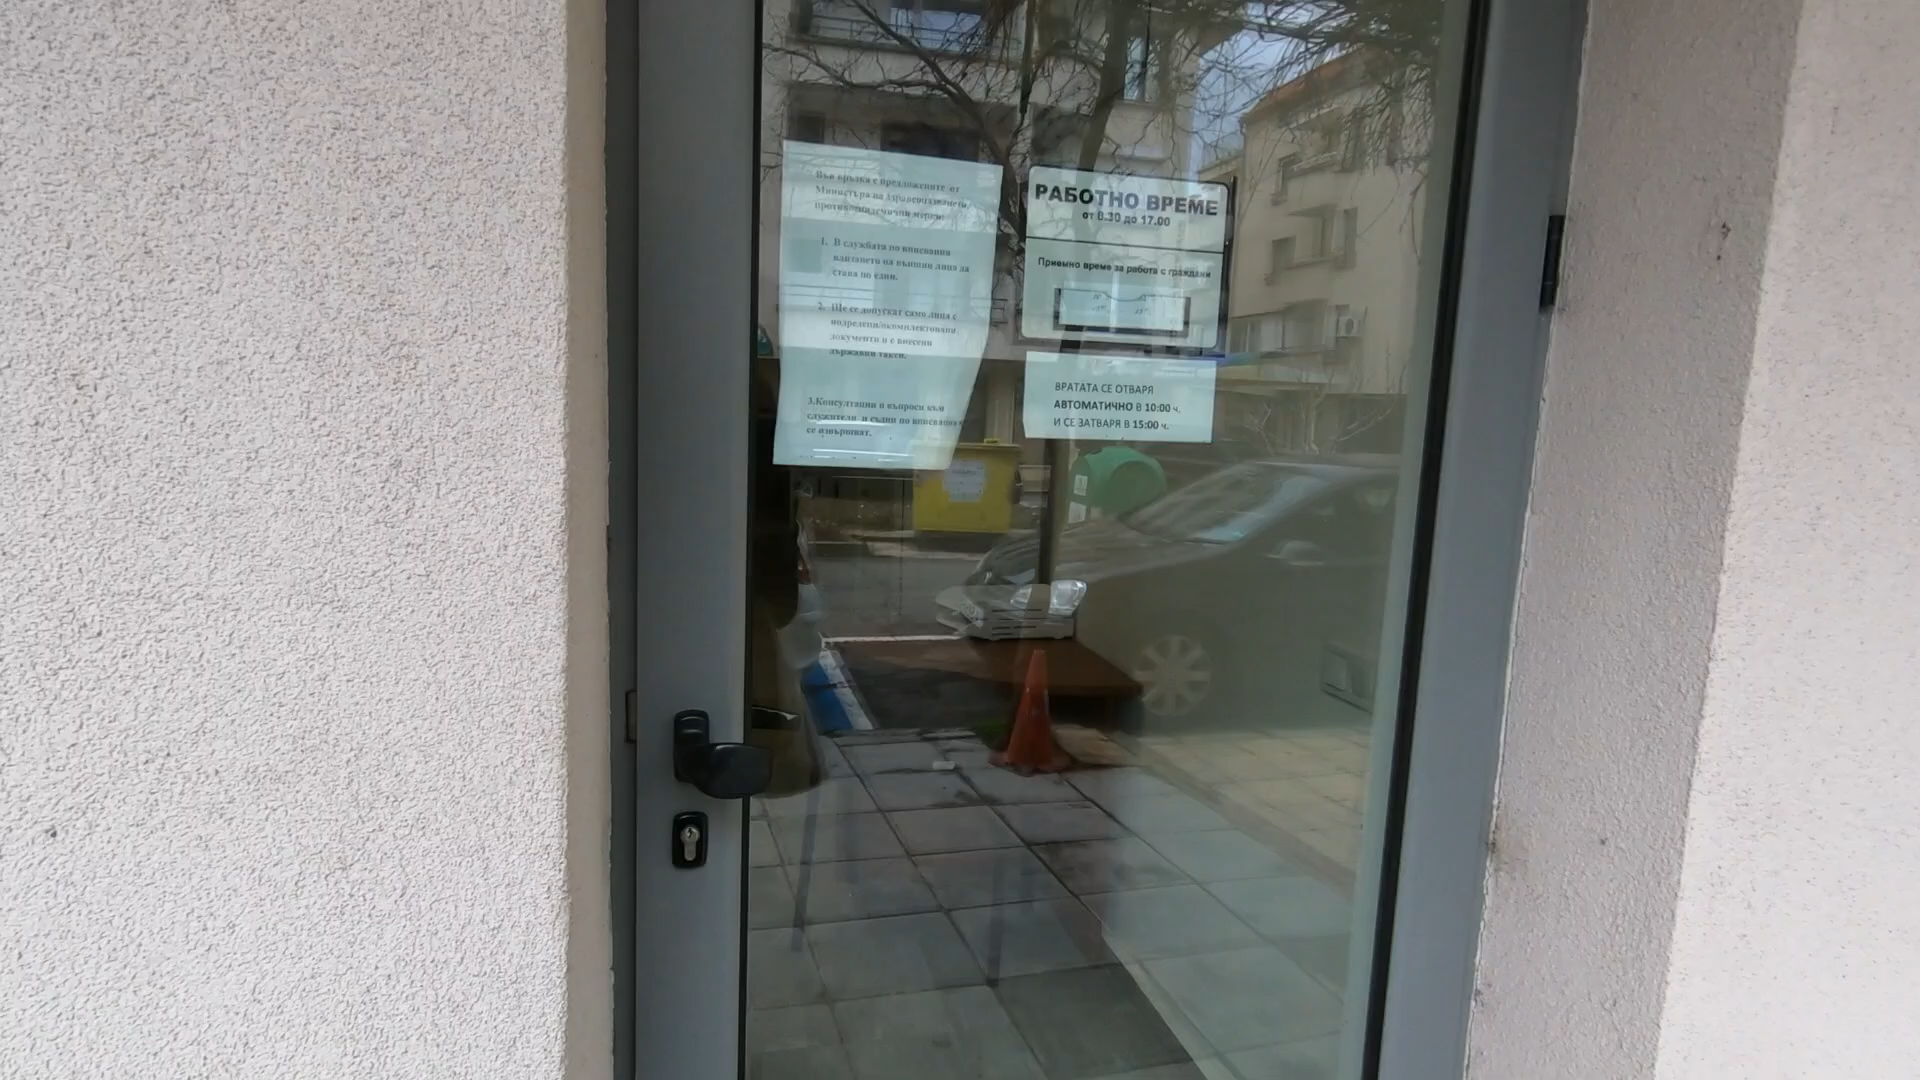 Във връзка с предложените от
Министъра на Здравеопазването
противоепидемични мерки:
1. В службата по вписвания
влизането на външни лица да
става по един.
2. Ще се допускат само лица с
подредени/окомплектовани
документи и с внесени
държавни такси.
3.Консултации и въпроси към
служители и съдии по вписвания
се извършват.
РАБОТНО ВРЕМЕ
от 8.30 до 17.00
Приемно време за работа с граждани
ВРАТАТА СЕ ОТВАРЯ
АВТОМАТИЧНО В 10:00 ч.
И СЕ ЗАТВАРЯ В 15:00 ч.